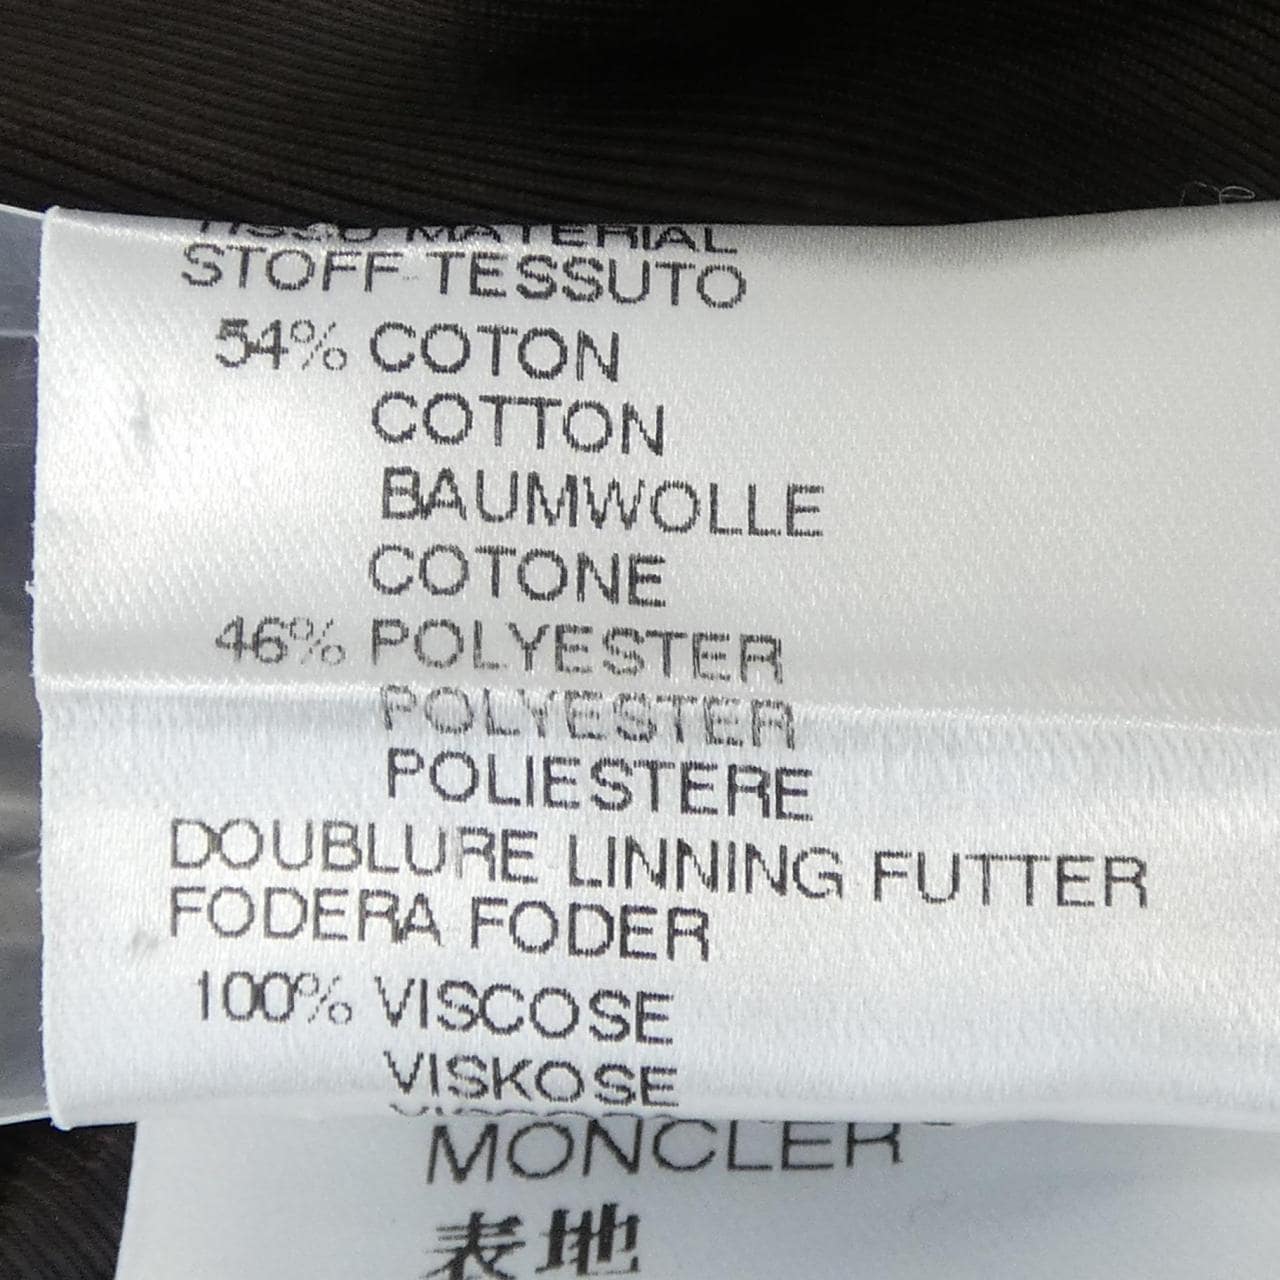 MATERIAL
STOFF TESSUTO
54% COTON
COTTON
BAUMWOLLE
COTONE
46% POLYESTER
POLYESTER
POLIESTERE
DOUBLURE LINNING FUTTER
FODERA FODER
100% VISCOSE
VISKOSE
MONCLER
表地